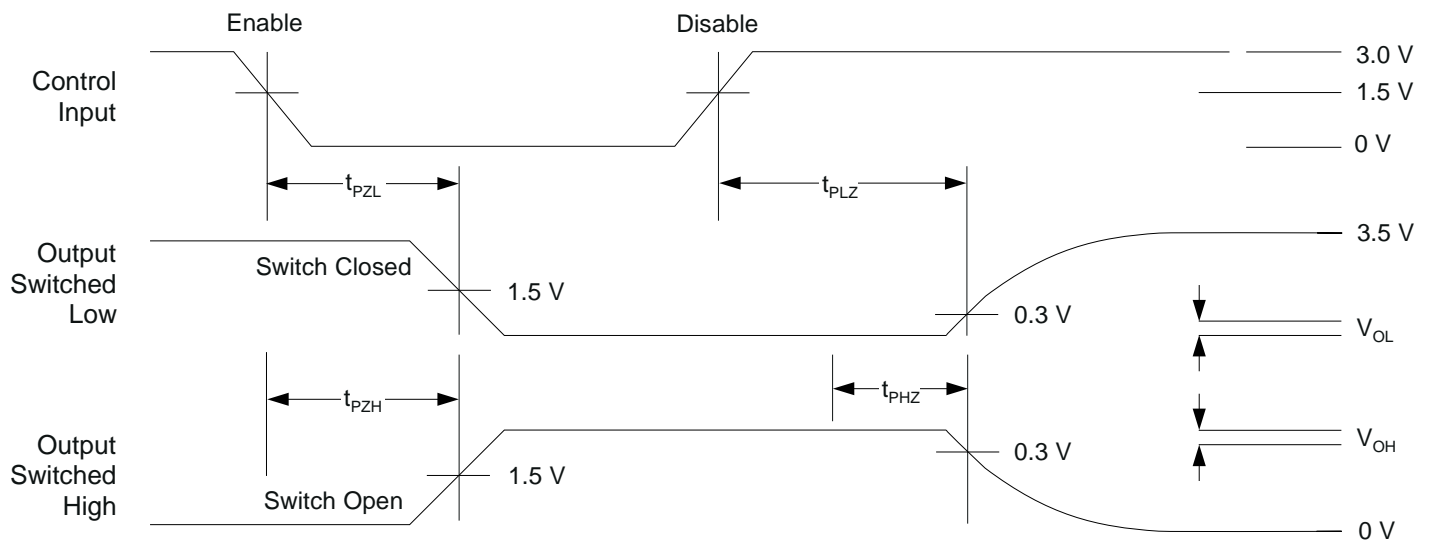 Enable
Disable
Control
Input
3.0 V
1.5 V
0 V
tPZL
tPLZ
Output
Switched
Low
Switch Closed
1.5 V
0.3 V
3.5 V
VOL
tPZH
tPHZ
Output
Switched
High
Switch Open
1.5 V
0.3 V
VOH
0 V